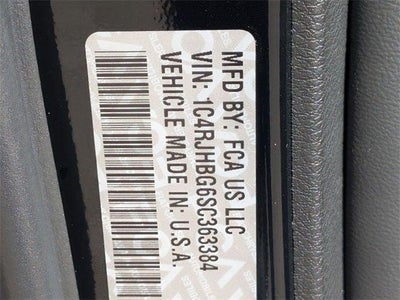 MFD BY: FCA US LLC
VIN: 1C4RJHBG6SC363384
VEHICLE MADE IN: U.S.A.